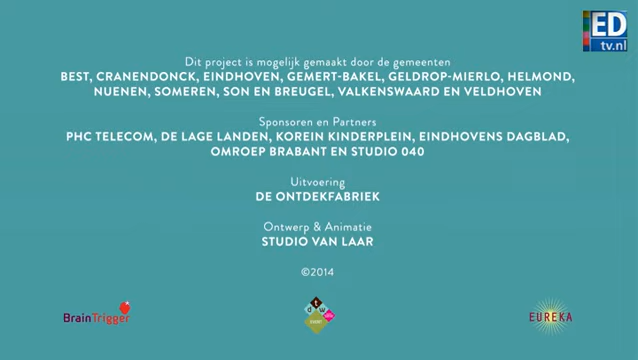 ED
tv.nl
Dit project is mogelijk gemaakt door de gemeenten
BEST, CRANENDONCK, EINDHOVEN, GEMERT-BAKEL, GELDROP-MIERLO, HELMOND,
NUENEN, SOMEREN, SON EN BREUGEL, VALKENSWAARD EN VELDHOVEN
Sponsoren en Partners
PHC TELECOM, DE LAGE LANDEN, KOREIN KINDERPLEIN, EINDHOVENS DAGBLAD,
OMROEP BRABANT EN STUDIO 040
Uitvoering
DE ONTDEKFABRIEK
Ontwerp & Animatie
STUDIO VAN LAAR
©2014
BrainTrigger
d t w
EUREKA